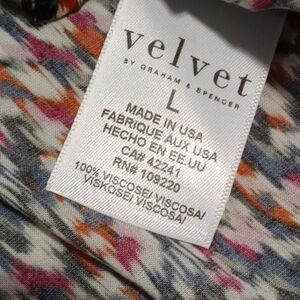 velvet
BY GRAHAM & SPENCER
L
MADE IN USA
FABRIQUE AUX USA
HECHO EN EE.UU
CA# 42241
RN# 109220
100% VISCOSE/ VISCOSA/
VISKOSE/ VISCOSA/